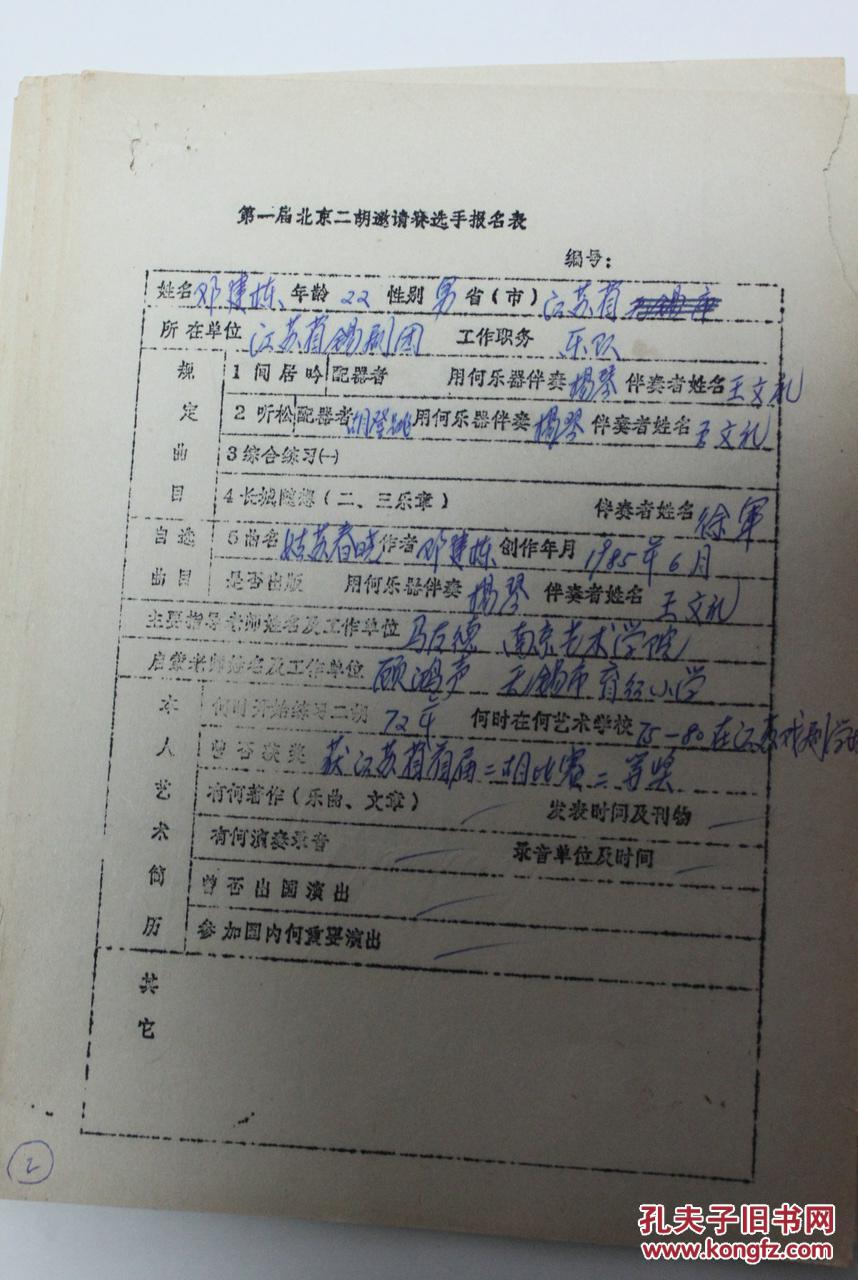 第一届北京二胡邀请赛选手报名表
编号：
姓名 邓建栋 年龄 22 性别 男 省（市） 江苏省
所在单位 江苏省锡剧团 工作职务 乐队
规定曲目
1 闲居吟 配器者 用何乐器伴奏 扬琴 伴奏者姓名 王文礼
2 听松 配器者 胡登跳 用何乐器伴奏 扬琴 伴奏者姓名 王文礼
3 综合练习(一)
4 长城随想（二、三乐章） 伴奏者姓名 徐军
自选曲目
5 曲名 姑苏春晓 作者 邓建栋 创作年月 1985年6月
是否出版 用何乐器伴奏 扬琴 伴奏者姓名 王文礼
主要指导老师姓名及工作单位 马友德 南京艺术学院
启蒙老师姓名及工作单位 顾鸿声 无锡市育红小学
本人艺术简历
何时开始练习二胡 72年 何时在何艺术学校 75-80在江苏戏剧学
曾否获奖 获江苏省首届二胡比赛二等奖
有何著作（乐曲、文章） 发表时间及刊物
有何演奏录音 录音单位及时间
曾否出国演出
参加国内何重要演出
其它
2
孔夫子旧书网
www.kongfz.com